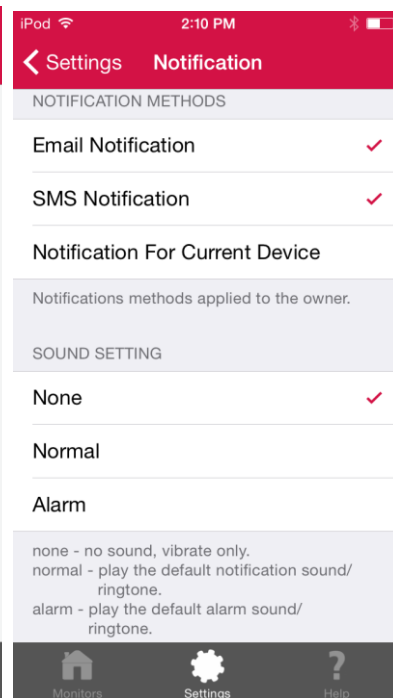 iPod 2:10 PM
Settings Notification
NOTIFICATION METHODS
Email Notification
SMS Notification
Notification For Current Device
Notifications methods applied to the owner.
SOUND SETTING
None
Normal
Alarm
none - no sound, vibrate only.
normal - play the default notification sound/
ringtone.
alarm - play the default alarm sound/
ringtone.
Monitors Settings Help